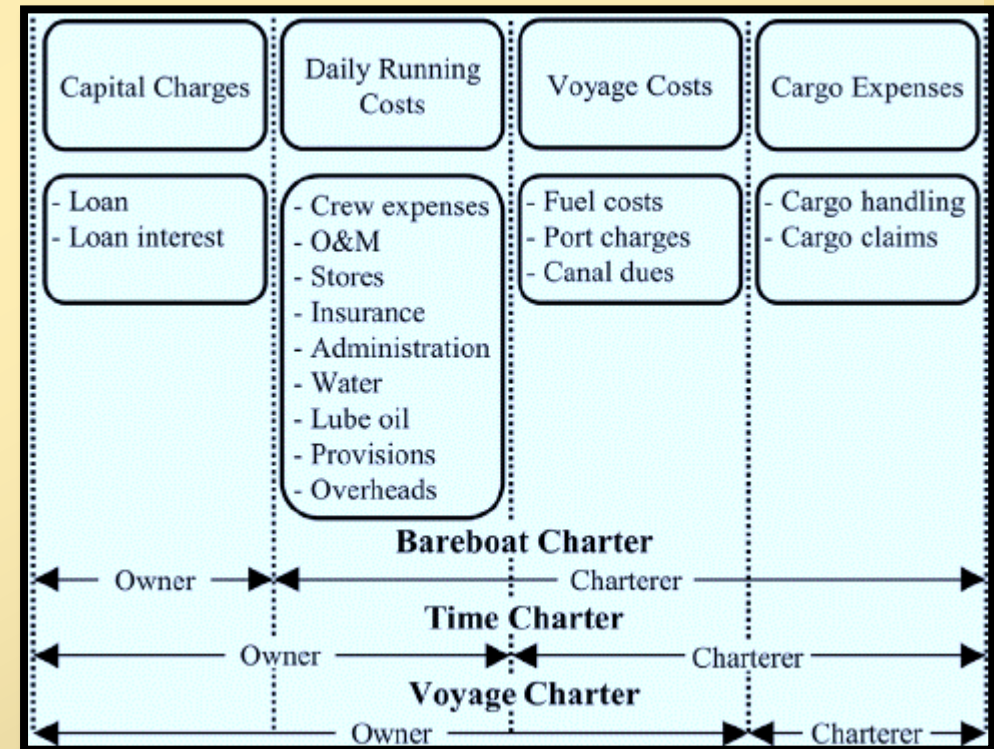 Capital Charges
Daily Running
Costs
Voyage Costs
Cargo Expenses
- Loan
- Loan interest
- Crew expenses
- O&M
- Stores
- Insurance
- Administration
- Water
- Lube oil
- Provisions
- Overheads
- Fuel costs
- Port charges
- Canal dues
- Cargo handling
- Cargo claims
Bareboat Charter
Owner
Charterer
Time Charter
Owner
Charterer
Voyage Charter
Owner
Charterer